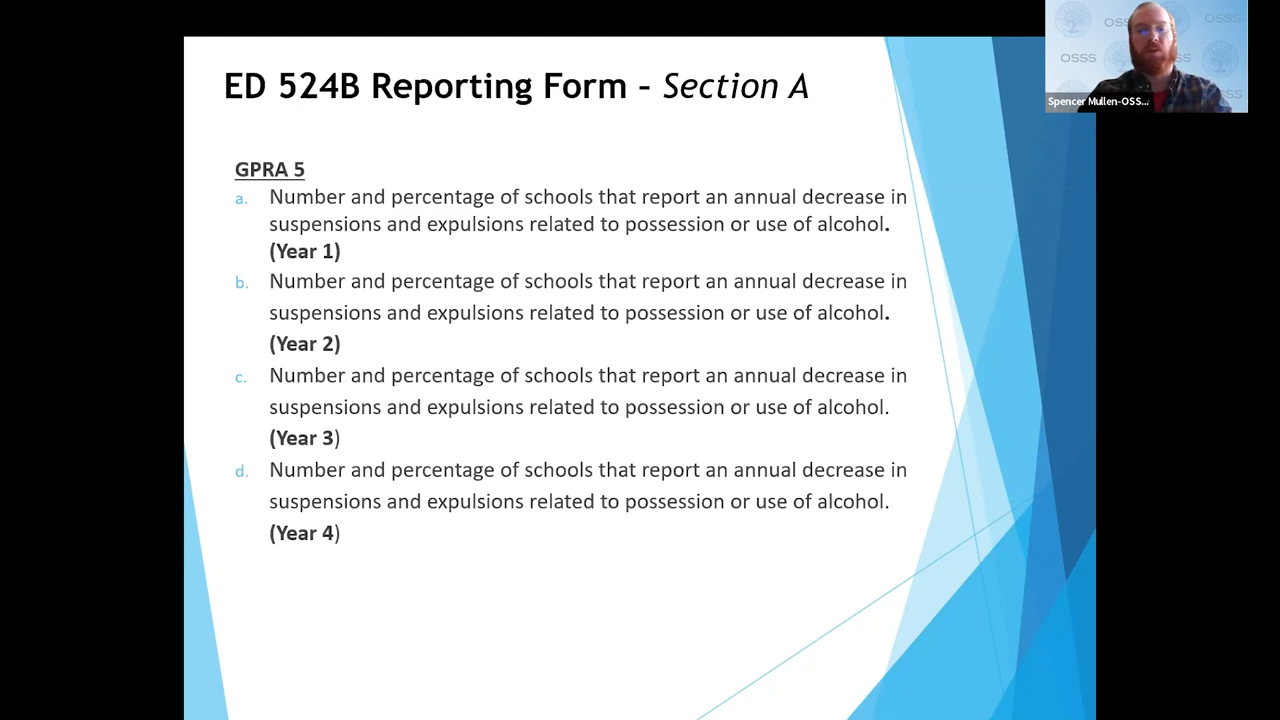 ED 524B Reporting Form – Section A
GPRA 5
a. Number and percentage of schools that report an annual decrease in
suspensions and expulsions related to possession or use of alcohol.
(Year 1)
b. Number and percentage of schools that report an annual decrease in
suspensions and expulsions related to possession or use of alcohol.
(Year 2)
c. Number and percentage of schools that report an annual decrease in
suspensions and expulsions related to possession or use of alcohol.
(Year 3)
d. Number and percentage of schools that report an annual decrease in
suspensions and expulsions related to possession or use of alcohol.
(Year 4)
OSSS
OSSS
Spencer Mullen-OSS...